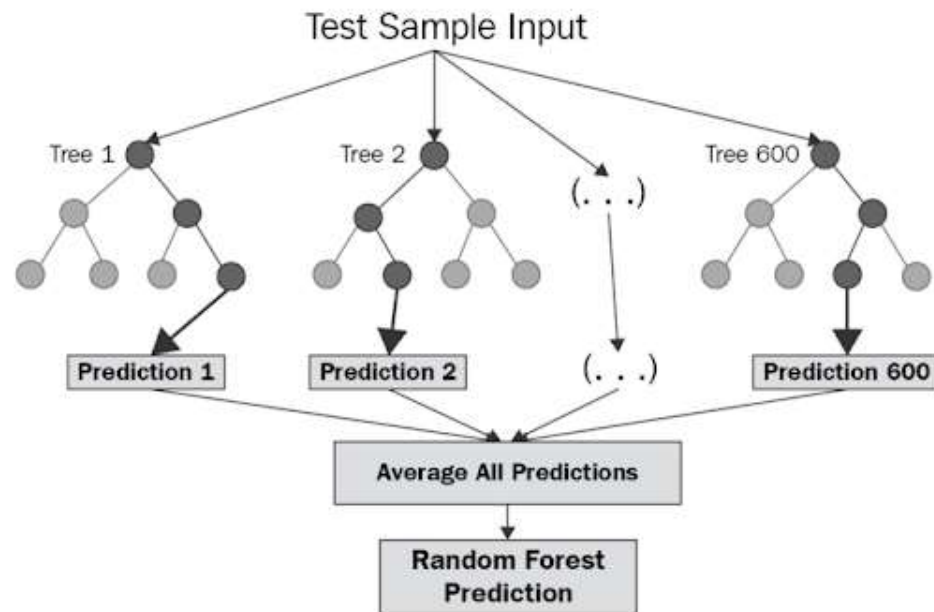 Test Sample Input
Tree 1
Tree 2
(. . .)
Tree 600
Prediction 1
Prediction 2
(. . .)
Prediction 600
Average All Predictions
Random Forest
Prediction